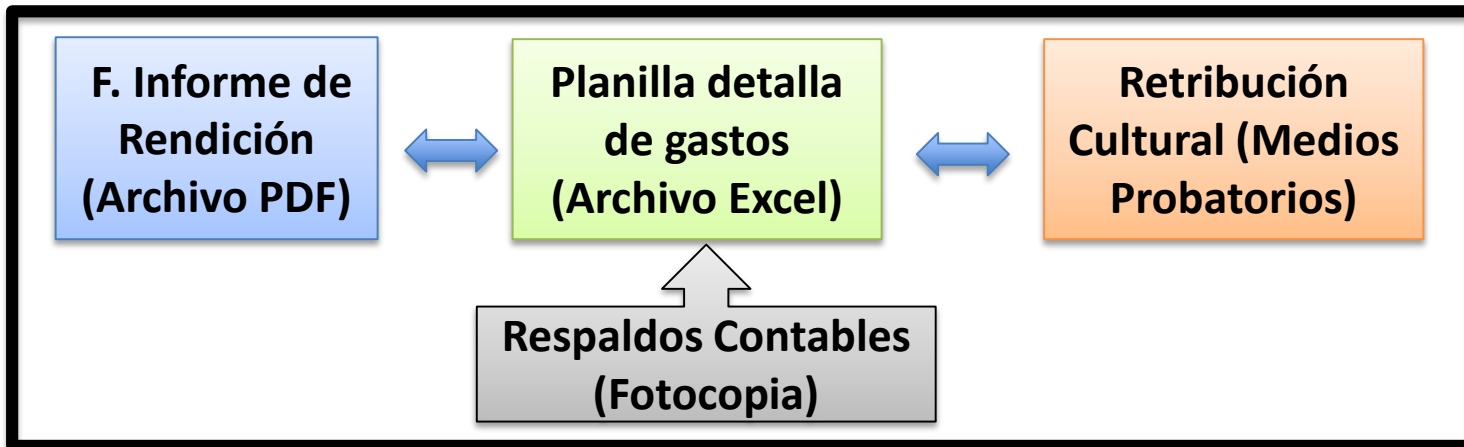 F. Informe de
Rendición
(Archivo PDF)
Planilla detalla
de gastos
(Archivo Excel)
Retribución
Cultural (Medios
Probatorios)
Respaldos Contables
(Fotocopia)